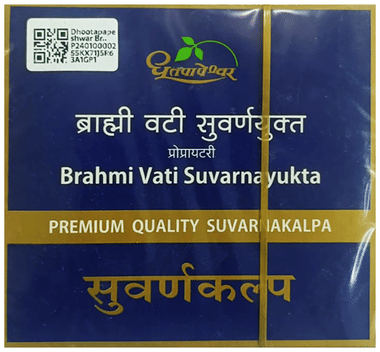 Dhootapape
shwar Br..
P240100002
5SKX71J5R6
3A1GP1
धूतपापेश्वर
ब्राह्मी वटी सुवर्णयुक्त
प्रोप्रायटरी
Brahmi Vati Suvarnayukta
PREMIUM QUALITY SUVARNAKALPA
सुवर्णकल्प